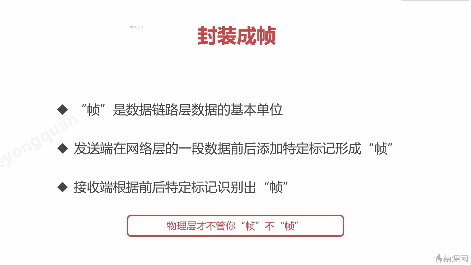 封装成帧
◆ “帧”是数据链路层数据的基本单位
◆ 发送端在网络层的一段数据前后添加特定标记形成“帧”
◆ 接收端根据前后特定标记识别出“帧”
物理层才不管你“帧”不“帧”